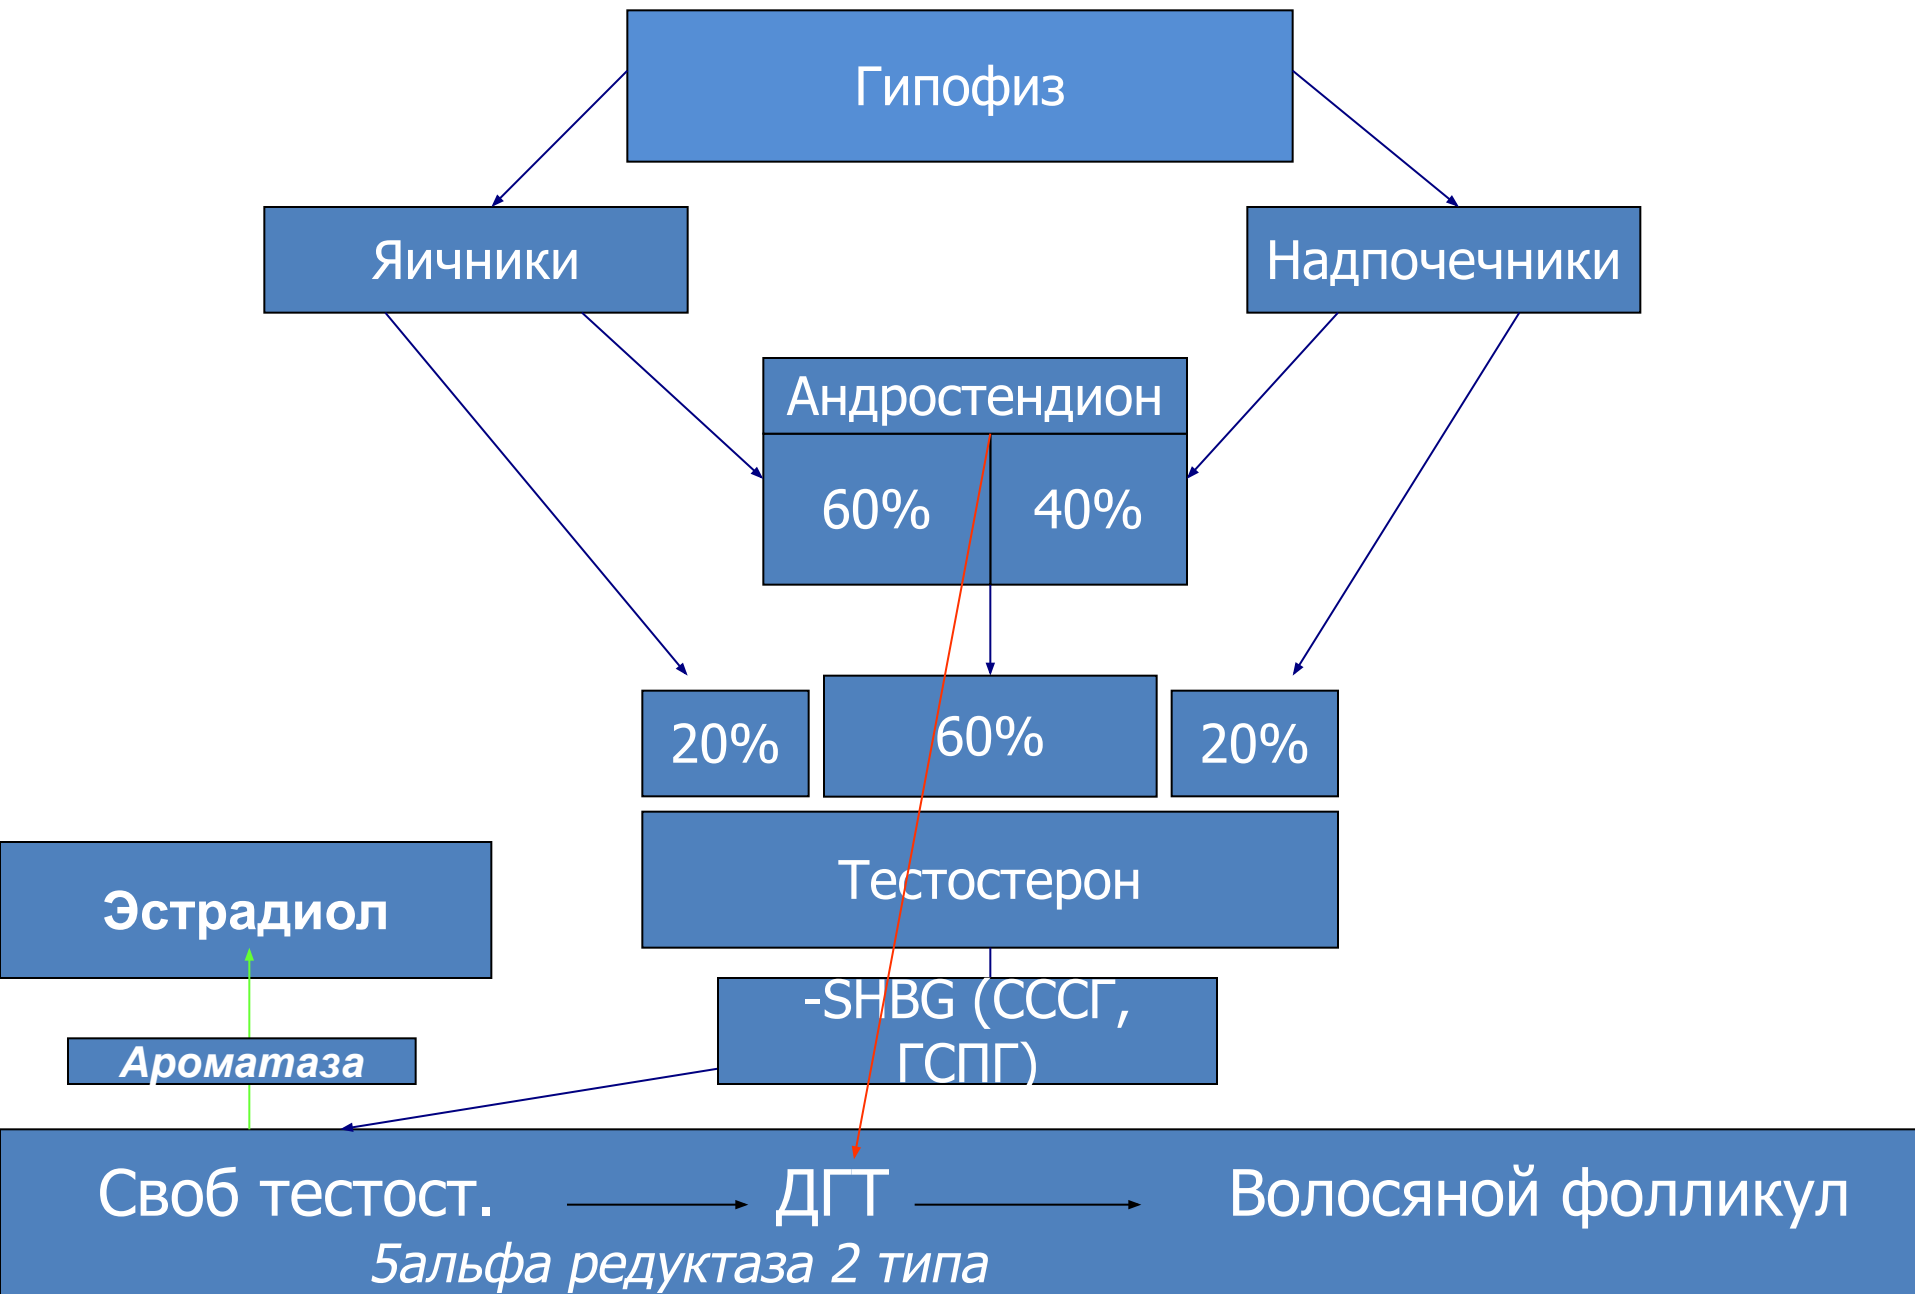 Гипофиз
Яичники
Надпочечники
Андростендион
60%
40%
20%
60%
20%
Тестостерон
Эстрадиол
-SHBG (СССГ,
ГСПГ)
Ароматаза
Своб тестост.
ДГТ
Волосяной фолликул
5альфа редуктаза 2 типа